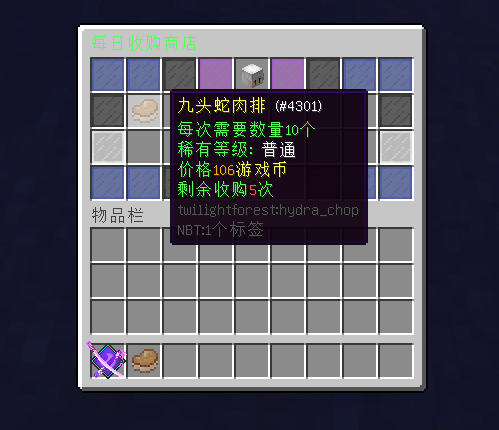 每日收购商店
九头蛇肉排 (#4301)
每次需要数量10个
稀有等级: 普通
价格106游戏币
剩余收购5次
twilightforest:hydra_chop
NBT:1个标签
物品栏